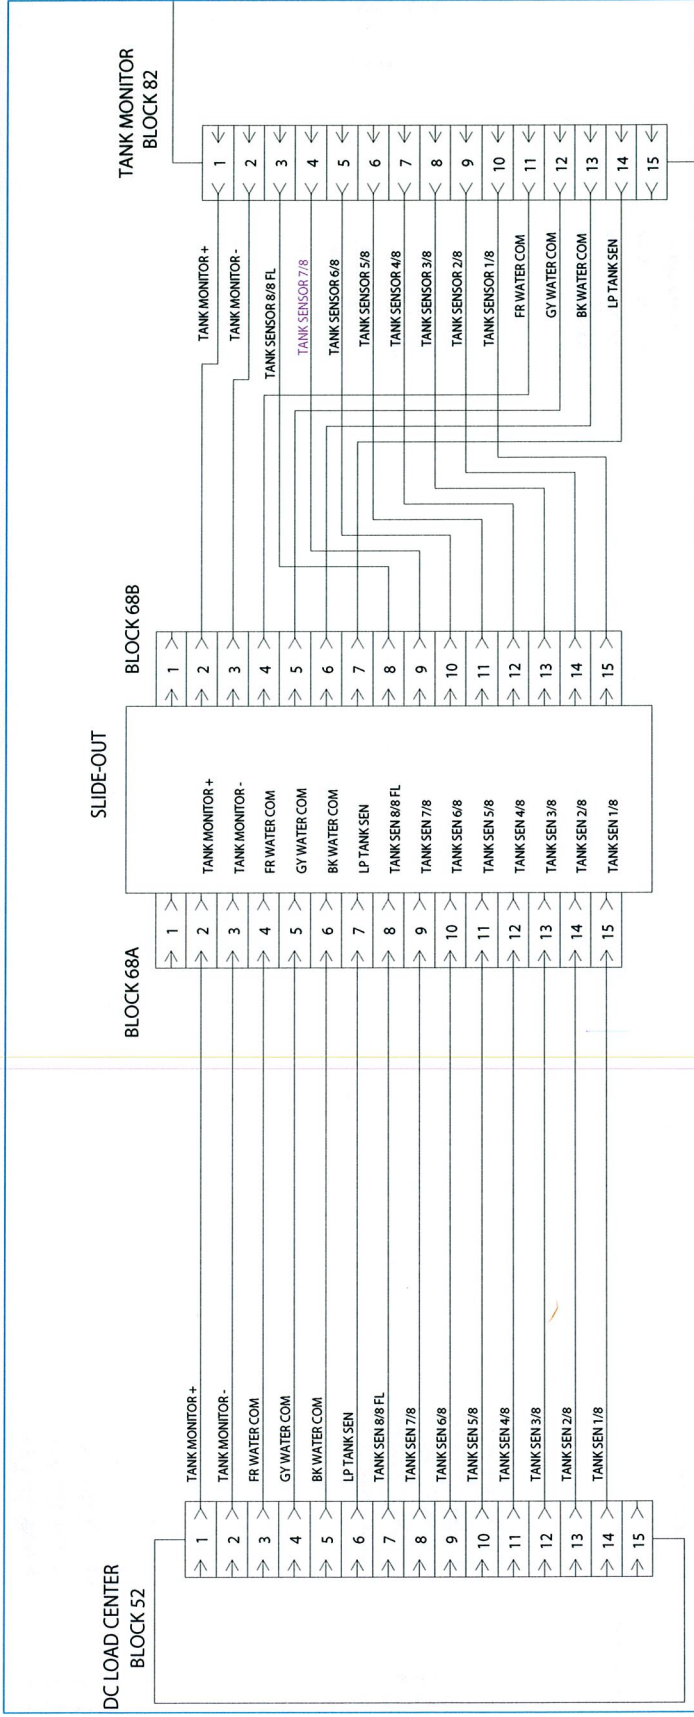 DC LOAD CENTER
BLOCK 52
1
2
3
4
5
6
7
8
9
10
11
12
13
14
15
TANK MONITOR +
TANK MONITOR -
FR WATER COM
GY WATER COM
BK WATER COM
LP TANK SEN
TANK SEN 8/8 FL
TANK SEN 7/8
TANK SEN 6/8
TANK SEN 5/8
TANK SEN 4/8
TANK SEN 3/8
TANK SEN 2/8
TANK SEN 1/8
BLOCK 68A
1
2
3
4
5
6
7
8
9
10
11
12
13
14
15
SLIDE-OUT
TANK MONITOR +
TANK MONITOR -
FR WATER COM
GY WATER COM
BK WATER COM
LP TANK SEN
TANK SEN 8/8 FL
TANK SEN 7/8
TANK SEN 6/8
TANK SEN 5/8
TANK SEN 4/8
TANK SEN 3/8
TANK SEN 2/8
TANK SEN 1/8
BLOCK 68B
1
2
3
4
5
6
7
8
9
10
11
12
13
14
15
TANK MONITOR +
TANK MONITOR -
TANK SENSOR 8/8 FL
TANK SENSOR 7/8
TANK SENSOR 6/8
TANK SENSOR 5/8
TANK SENSOR 4/8
TANK SENSOR 3/8
TANK SENSOR 2/8
TANK SENSOR 1/8
FR WATER COM
GY WATER COM
BK WATER COM
LP TANK SEN
TANK MONITOR
BLOCK 82
1
2
3
4
5
6
7
8
9
10
11
12
13
14
15